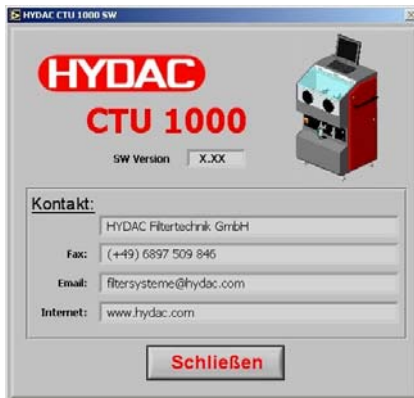 HYDAC CTU 1000 SW
HYDAC
CTU 1000
SW Version X.XX
Kontakt:
HYDAC Filtertechnik GmbH
Fax: (+49) 6897 509 846
Email: filtersysteme@hydac.com
Internet: www.hydac.com
Schließen